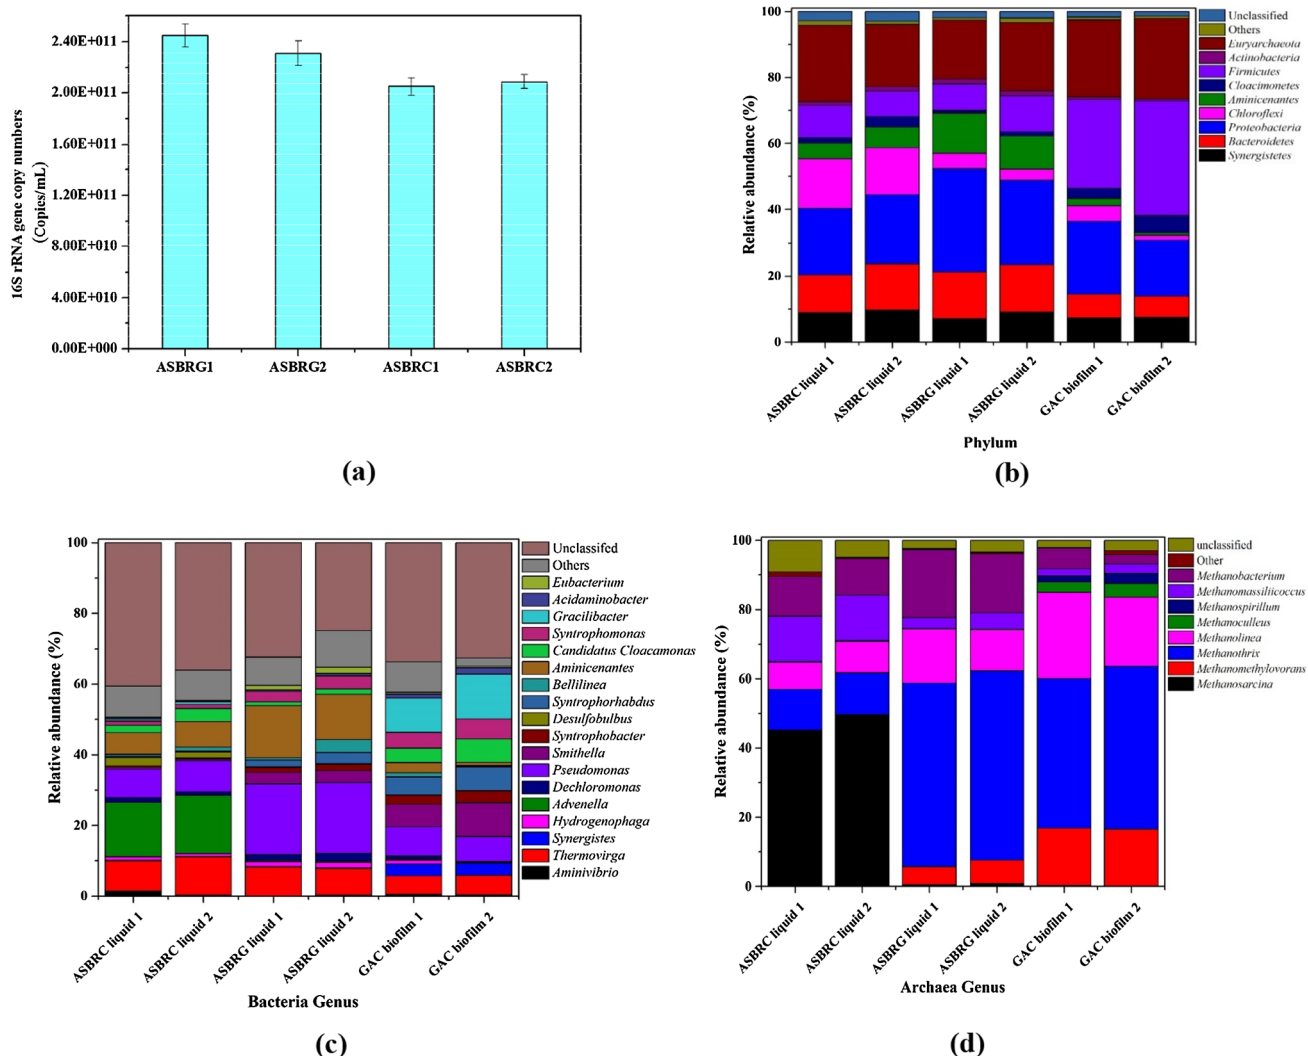 16S rRNA gene copy numbers
(Copies/mL)
2.40E+011
2.00E+011
1.60E+011
1.20E+011
8.00E+010
4.00E+010
0.00E+000
ASBRG1
ASBRG2
ASBRC1
ASBRC2
(a)
Relative abundance (%)
100
80
60
40
20
0
ASBRC liquid 1
ASBRC liquid 2
ASBRG liquid 1
ASBRG liquid 2
GAC biofilm 1
GAC biofilm 2
Phylum
Unclassified
Others
Euryarchaeota
Actinobacteria
Firmicutes
Cloacimonetes
Aminicenantes
Chloroflexi
Proteobacteria
Bacteroidetes
Synergistetes
(b)
Relative abundance (%)
100
80
60
40
20
0
ASBRC liquid 1
ASBRC liquid 2
ASBRG liquid 1
ASBRG liquid 2
GAC biofilm 1
GAC biofilm 2
Bacteria Genus
Unclassifed
Others
Eubacterium
Acidaminobacter
Gracilibacter
Syntrophomonas
Candidatus Cloacamonas
Aminicenantes
Bellilinea
Syntrophorhabdus
Desulfobulbus
Syntrophobacter
Smithella
Pseudomonas
Dechloromonas
Advenella
Hydrogenophaga
Synergistes
Thermovirga
Aminivibrio
(c)
Relative abundance (%)
100
80
60
40
20
0
ASBRC liquid 1
ASBRC liquid 2
ASBRG liquid 1
ASBRG liquid 2
GAC biofilm 1
GAC biofilm 2
Archaea Genus
unclassified
Other
Methanobacterium
Methanomassiliicoccus
Methanospirillum
Methanoculleus
Methanolinea
Methanothrix
Methanomethylovorans
Methanosarcina
(d)